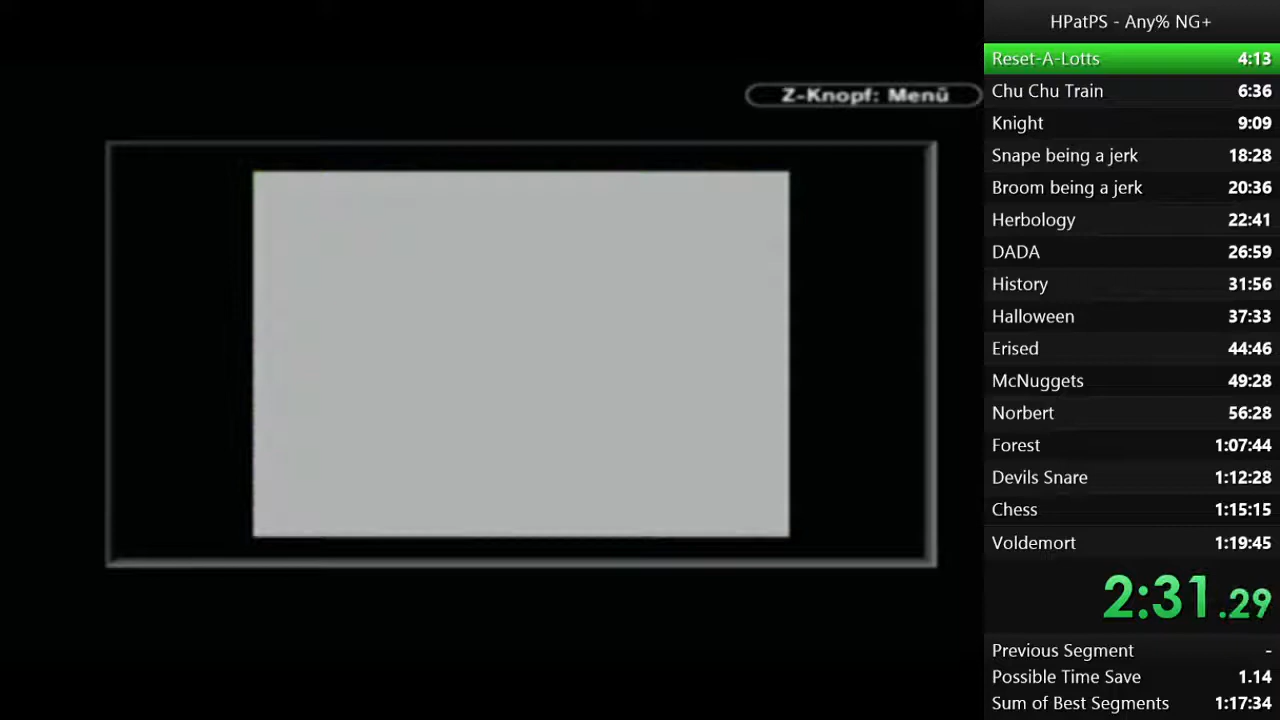 Z-Knopf: Menü
HPatPS - Any% NG+
Reset-A-Lotts 4:13
Chu Chu Train 6:36
Knight 9:09
Snape being a jerk 18:28
Broom being a jerk 20:36
Herbology 22:41
DADA 26:59
History 31:56
Halloween 37:33
Erised 44:46
McNuggets 49:28
Norbert 56:28
Forest 1:07:44
Devils Snare 1:12:28
Chess 1:15:15
Voldemort 1:19:45
2:31.29
Previous Segment -
Possible Time Save 1.14
Sum of Best Segments 1:17:34